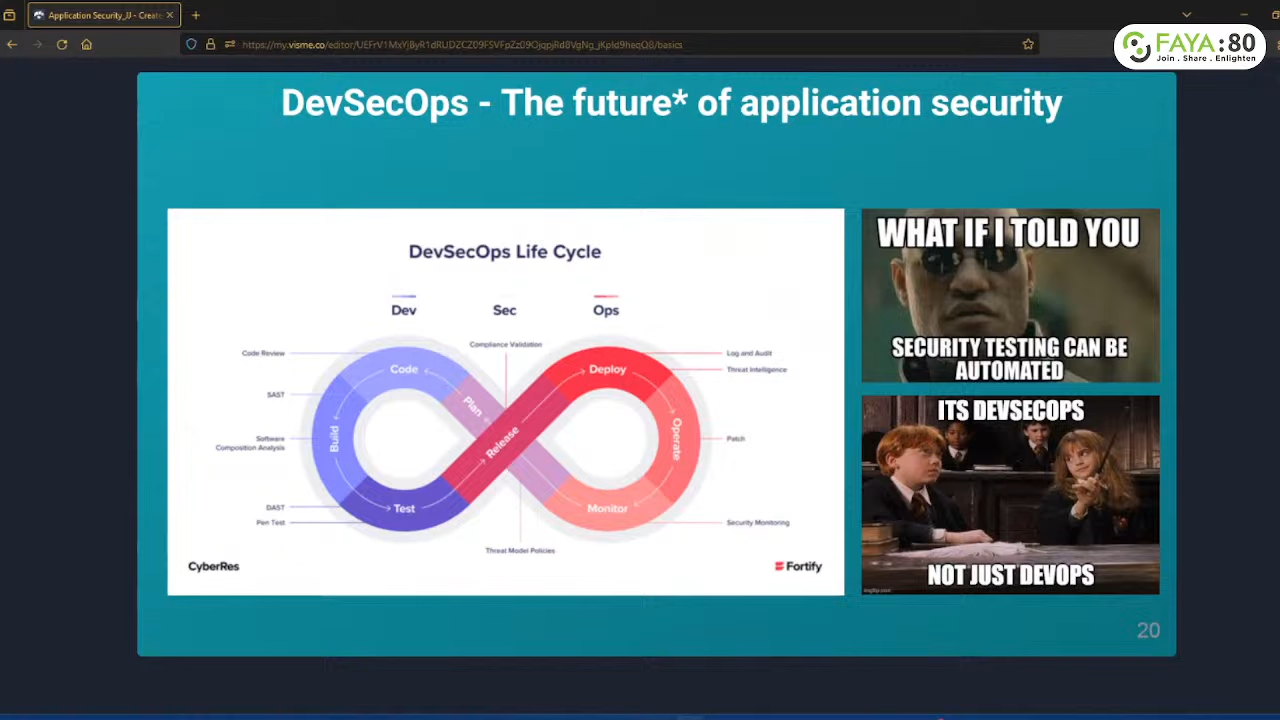 Application Security_JJ - Create
FAYA:80
Join . Share . Enlighten
DevSecOps - The future* of application security
DevSecOps Life Cycle
Dev
Sec
Ops
Compliance Validation
Code Review
SAST
Software
Composition Analysis
DAST
Pen Test
Code
Plan
Build
Test
Release
Deploy
Operate
Monitor
Log and Audit
Threat Intelligence
Patch
Security Monitoring
Threat Model Policies
CyberRes
Fortify
WHAT IF I TOLD YOU
SECURITY TESTING CAN BE
AUTOMATED
ITS DEVSECOPS
NOT JUST DEVOPS
imgflip.com
20